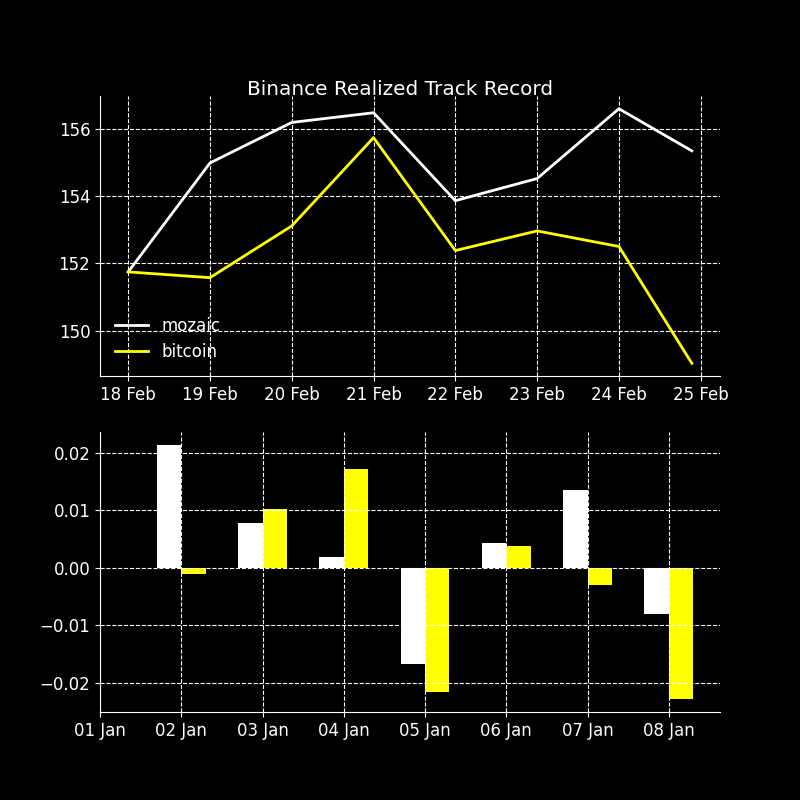 Binance Realized Track Record
156
154
152
150
mozaic
bitcoin
18 Feb 19 Feb 20 Feb 21 Feb 22 Feb 23 Feb 24 Feb 25 Feb
0.02
0.01
0.00
−0.01
−0.02
01 Jan 02 Jan 03 Jan 04 Jan 05 Jan 06 Jan 07 Jan 08 Jan